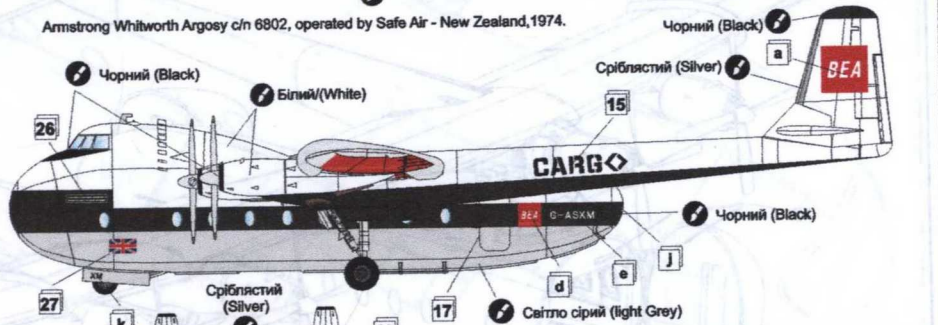 Armstrong Whitworth Argosy c/n 6802, operated by Safe Air - New Zealand,1974.
Чорний (Black)
a
Сріблястий (Silver)
BEA
Чорний (Black)
Білий/(White)
15
26
CARGO
BEA G-ASKM
Чорний (Black)
XM
27
Сріблястий
(Silver)
17
d
e
j
Світло сірий (light Grey)
k